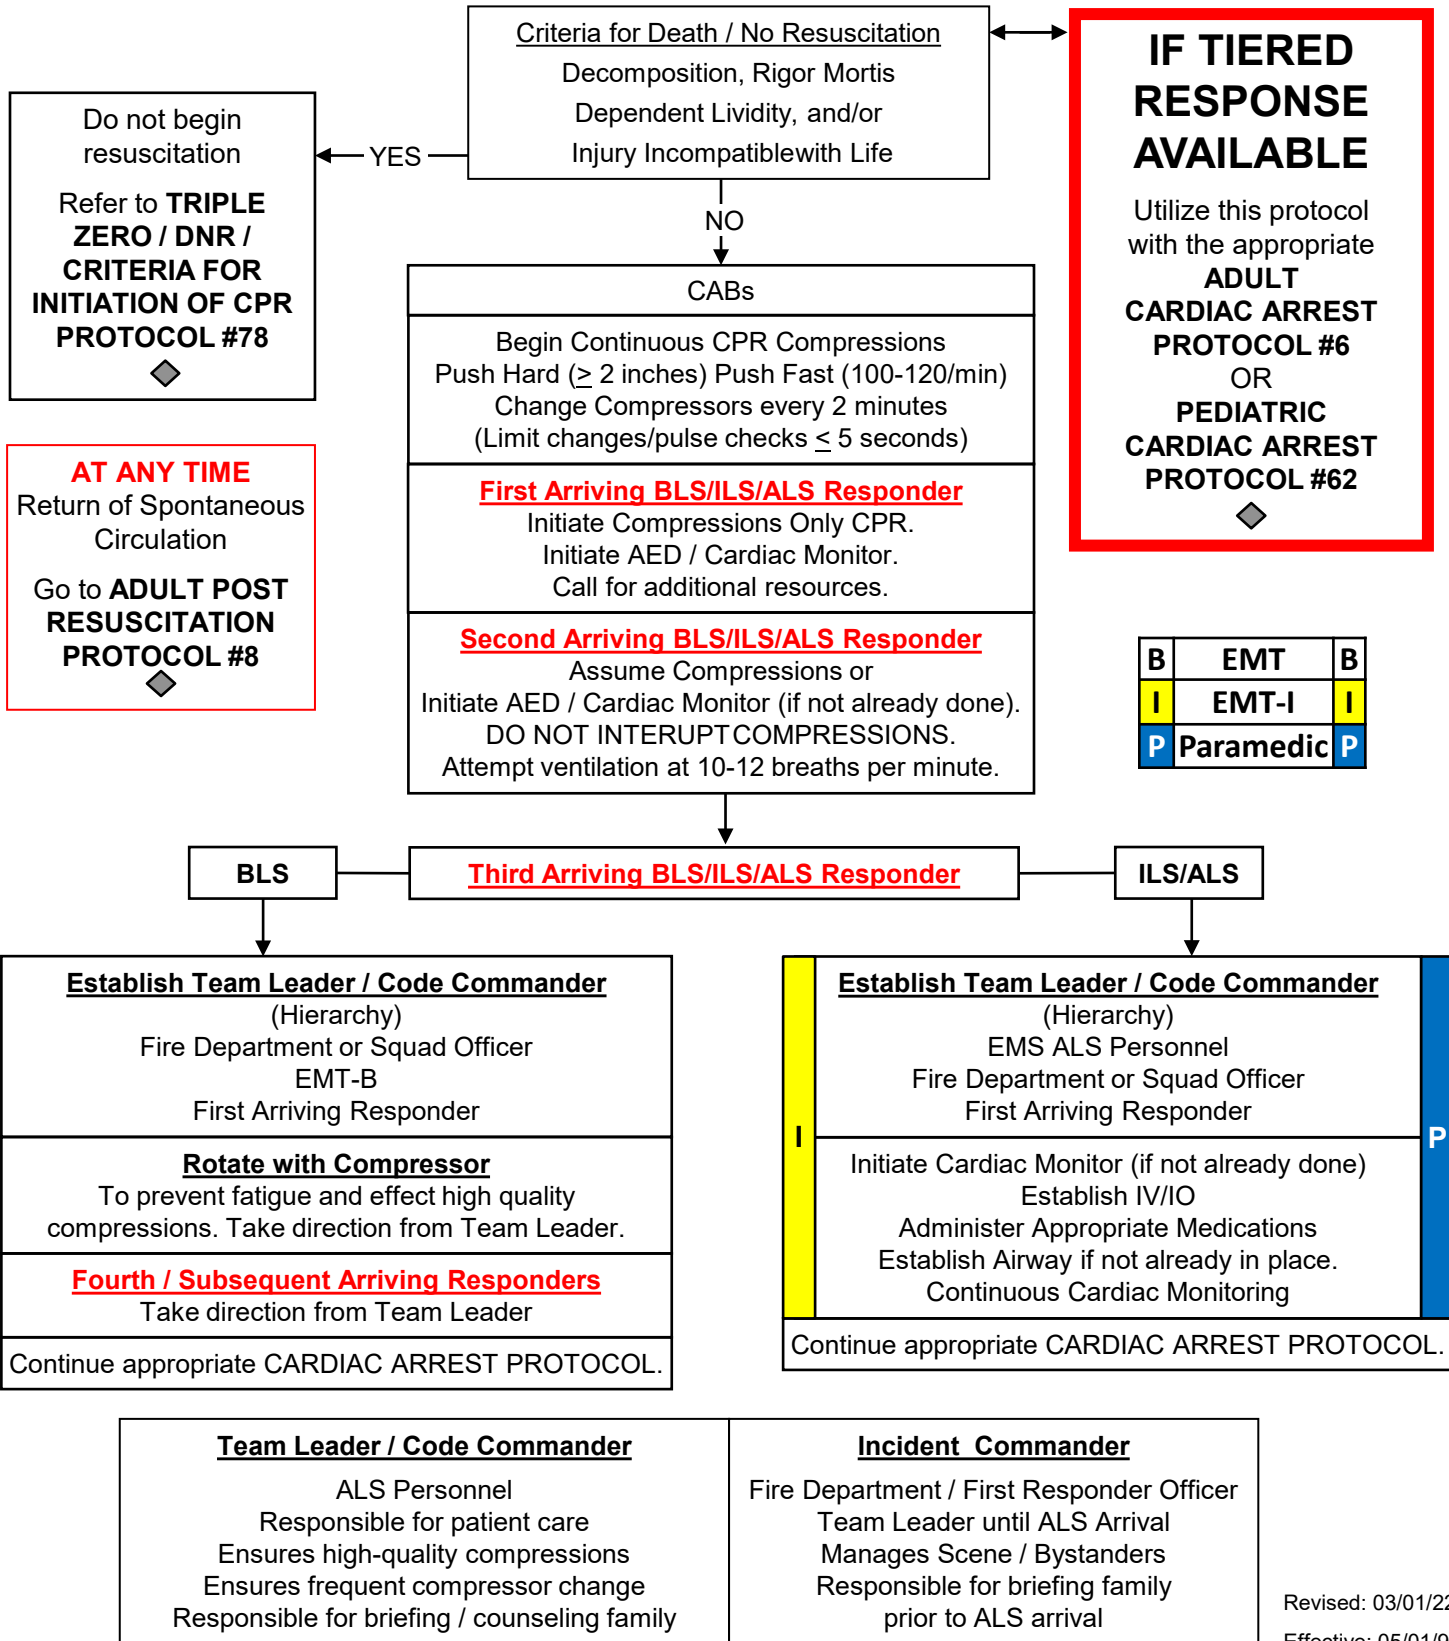 Criteria for Death / No Resuscitation
Decomposition, Rigor Mortis
Dependent Lividity, and/or
Injury Incompatiblewith Life
IF TIERED
RESPONSE
AVAILABLE
Utilize this protocol
with the appropriate
ADULT
CARDIAC ARREST
PROTOCOL #6
OR
PEDIATRIC
CARDIAC ARREST
PROTOCOL #62
YES
Do not begin
resuscitation
Refer to TRIPLE
ZERO / DNR /
CRITERIA FOR
INITIATION OF CPR
PROTOCOL #78
NO
CABs
Begin Continuous CPR Compressions
Push Hard (≥ 2 inches) Push Fast (100-120/min)
Change Compressors every 2 minutes
(Limit changes/pulse checks ≤ 5 seconds)
First Arriving BLS/ILS/ALS Responder
Initiate Compressions Only CPR.
Initiate AED / Cardiac Monitor.
Call for additional resources.
Second Arriving BLS/ILS/ALS Responder
Assume Compressions or
Initiate AED / Cardiac Monitor (if not already done).
DO NOT INTERUPT COMPRESSIONS.
Attempt ventilation at 10-12 breaths per minute.
AT ANY TIME
Return of Spontaneous
Circulation
Go to ADULT POST
RESUSCITATION
PROTOCOL #8
B EMT B
I EMT-I I
P Paramedic P
BLS
Third Arriving BLS/ILS/ALS Responder
ILS/ALS
Establish Team Leader / Code Commander
(Hierarchy)
Fire Department or Squad Officer
EMT-B
First Arriving Responder
Rotate with Compressor
To prevent fatigue and effect high quality
compressions. Take direction from Team Leader.
Fourth / Subsequent Arriving Responders
Take direction from Team Leader
Continue appropriate CARDIAC ARREST PROTOCOL.
Establish Team Leader / Code Commander
(Hierarchy)
EMS ALS Personnel
Fire Department or Squad Officer
First Arriving Responder
I
P
Initiate Cardiac Monitor (if not already done)
Establish IV/IO
Administer Appropriate Medications
Establish Airway if not already in place.
Continuous Cardiac Monitoring
Continue appropriate CARDIAC ARREST PROTOCOL.
Team Leader / Code Commander
ALS Personnel
Responsible for patient care
Ensures high-quality compressions
Ensures frequent compressor change
Responsible for briefing / counseling family
Incident Commander
Fire Department / First Responder Officer
Team Leader until ALS Arrival
Manages Scene / Bystanders
Responsible for briefing family
prior to ALS arrival
Revised: 03/01/22
Effective: 05/01/9